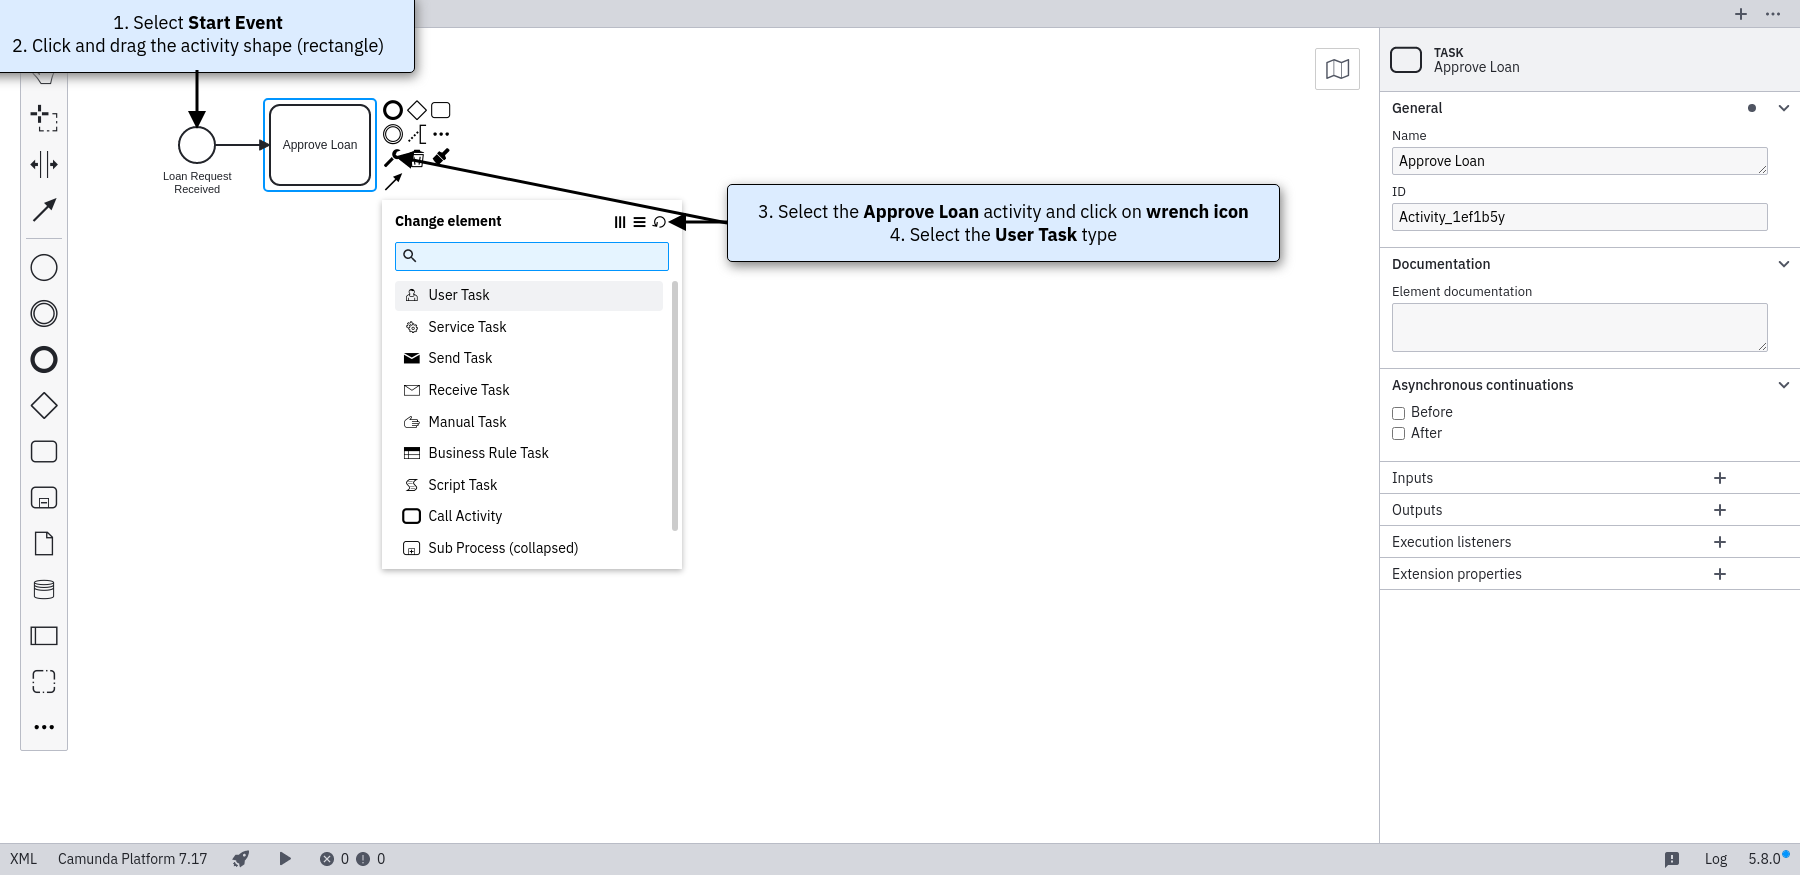 1. Select Start Event
2. Click and drag the activity shape (rectangle)
Approve Loan
Loan Request
Received
3. Select the Approve Loan activity and click on wrench icon
4. Select the User Task type
Change element
User Task
Service Task
Send Task
Receive Task
Manual Task
Business Rule Task
Script Task
Call Activity
Sub Process (collapsed)
TASK
Approve Loan
General
Name
Approve Loan
ID
Activity_1ef1b5y
Documentation
Element documentation
Asynchronous continuations
Before
After
Inputs
Outputs
Execution listeners
Extension properties
XML Camunda Platform 7.17 0 0 Log 5.8.0